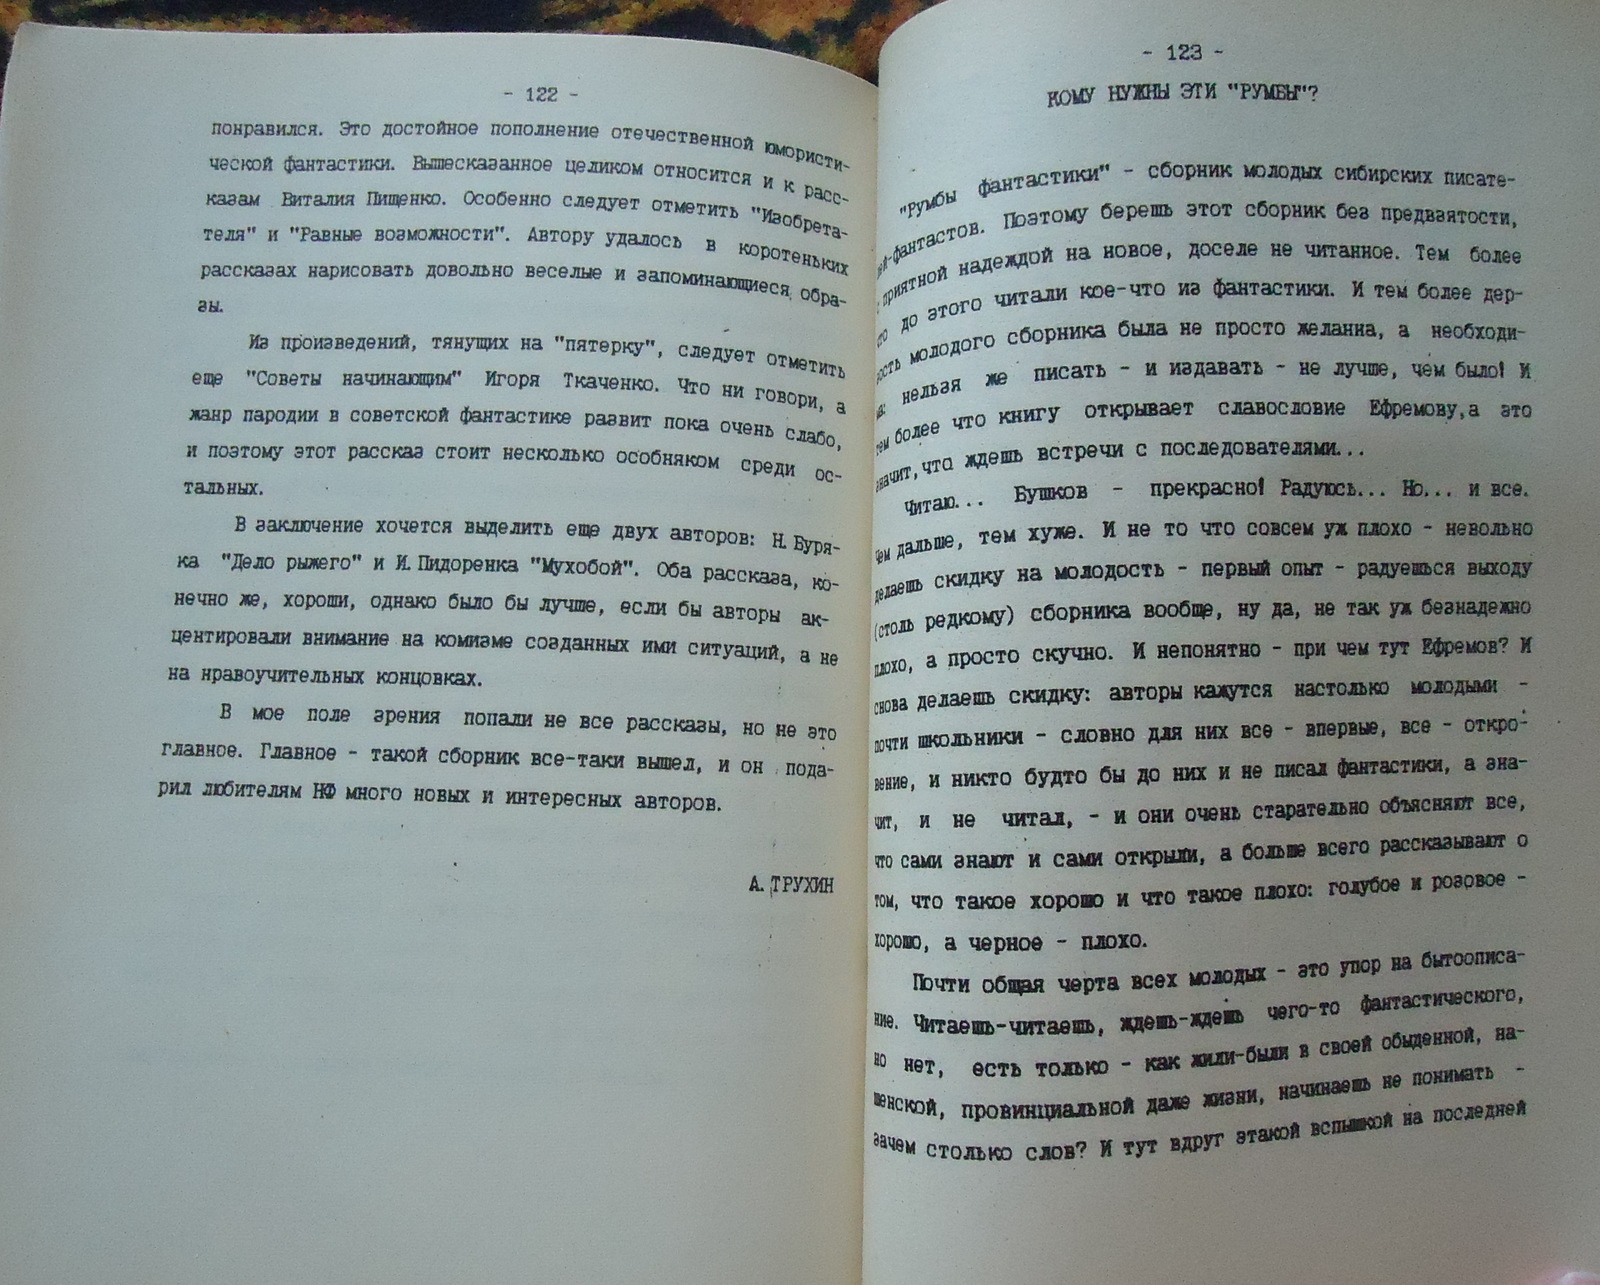 - 122 -
понравился. Это достойное пополнение отечественной юмористи-
ческой фантастики. Вышесказанное целиком относится и к расс-
казам Виталия Пищенко. Особенно следует отметить "Изобрета-
теля" и "Равные возможности". Автору удалось в коротеньких
рассказах нарисовать довольно веселые и запоминающиеся обра-
зы.
Из произведений, тянущих на "пятерку", следует отметить
еще "Советы начинающим" Игоря Ткаченко. Что ни говори, а
жанр пародии в советской фантастике развит пока очень слабо,
и поэтому этот рассказ стоит несколько особняком среди ос-
тальных.
В заключение хочется выделить еще двух авторов: Н. Буря-
ка "Дело рыжего" и И. Пидоренка "Мухобой". Оба рассказа, ко-
нечно же, хороши, однако было бы лучше, если бы авторы ак-
центировали внимание на комизме созданных ими ситуаций, а не
на нравоучительных концовках.
В мое поле зрения попали не все рассказы, но не это
главное. Главное - такой сборник все-таки вышел, и он пода-
рил любителям НФ много новых и интересных авторов.
А. ТРУХИН
- 123 -
КОМУ НУЖНЫ ЭТИ "РУМБЫ"?
"Румбы фантастики" - сборник молодых сибирских писате-
лей-фантастов. Поэтому берешь этот сборник без предвзятости,
с приятной надеждой на новое, доселе не читанное. Тем более
что до этого читали кое-что из фантастики. И тем более дер-
зость молодого сборника была не просто желанна, а необходи-
ма: нельзя же писать - и издавать - не лучше, чем было! И
тем более что книгу открывает славословие Ефремову, а это
значит, что ждешь встречи с последователями...
Читаю... Бушков - прекрасно! Радуюсь... Но... и все.
Чем дальше, тем хуже. И не то что совсем уж плохо - невольно
делаешь скидку на молодость - первый опыт - радуешься выходу
(столь редкому) сборника вообще, ну да, не так уж безнадежно
плохо, а просто скучно. И непонятно - при чем тут Ефремов? И
снова делаешь скидку: авторы кажутся настолько молодыми -
почти школьники - словно для них все - впервые, все - откро-
вение, и никто будто бы до них и не писал фантастики, а зна-
чит, и не читал, - и они очень старательно объясняют все,
что сами знают и сами открыли, а больше всего рассказывают о
том, что такое хорошо и что такое плохо: голубое и розовое -
хорошо, а черное - плохо.
Почти общая черта всех молодых - это упор на бытоописа-
ние. Читаешь-читаешь, ждешь-ждешь чего-то фантастического,
но нет, есть только - как жили-были в своей обыденной, на-
шенской, провинциальной даже жизни, начинаешь не понимать -
зачем столько слов? И тут вдруг этакой вспышкой на последней